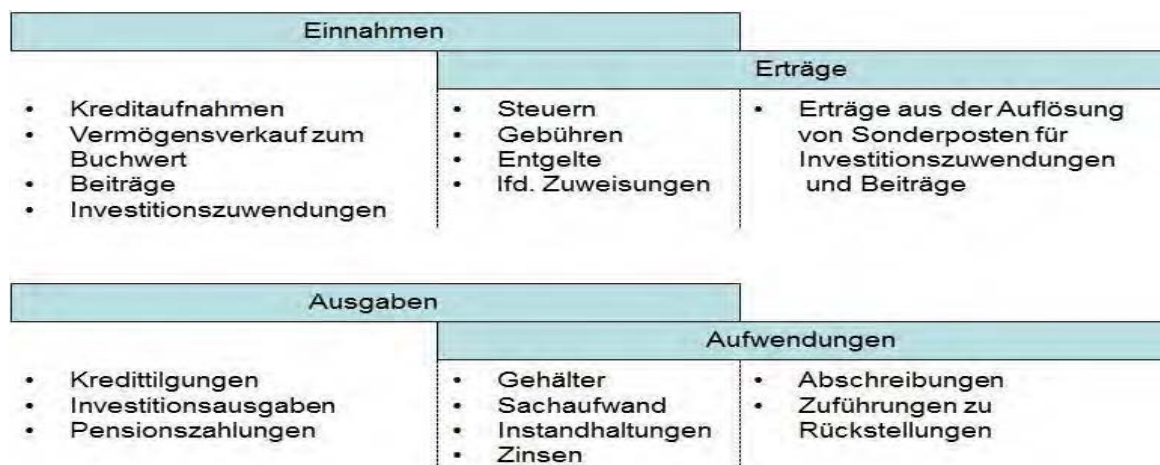 Einnahmen
Erträge
• Kreditaufnahmen
• Vermögensverkauf zum
Buchwert
• Beiträge
• Investitionszuwendungen
• Steuern
• Gebühren
• Entgelte
• lfd. Zuweisungen
• Erträge aus der Auflösung
von Sonderposten für
Investitionszuwendungen
und Beiträge
Ausgaben
Aufwendungen
• Kredittilgungen
• Investitionsausgaben
• Pensionszahlungen
• Gehälter
• Sachaufwand
• Instandhaltungen
• Zinsen
• Abschreibungen
• Zuführungen zu
Rückstellungen